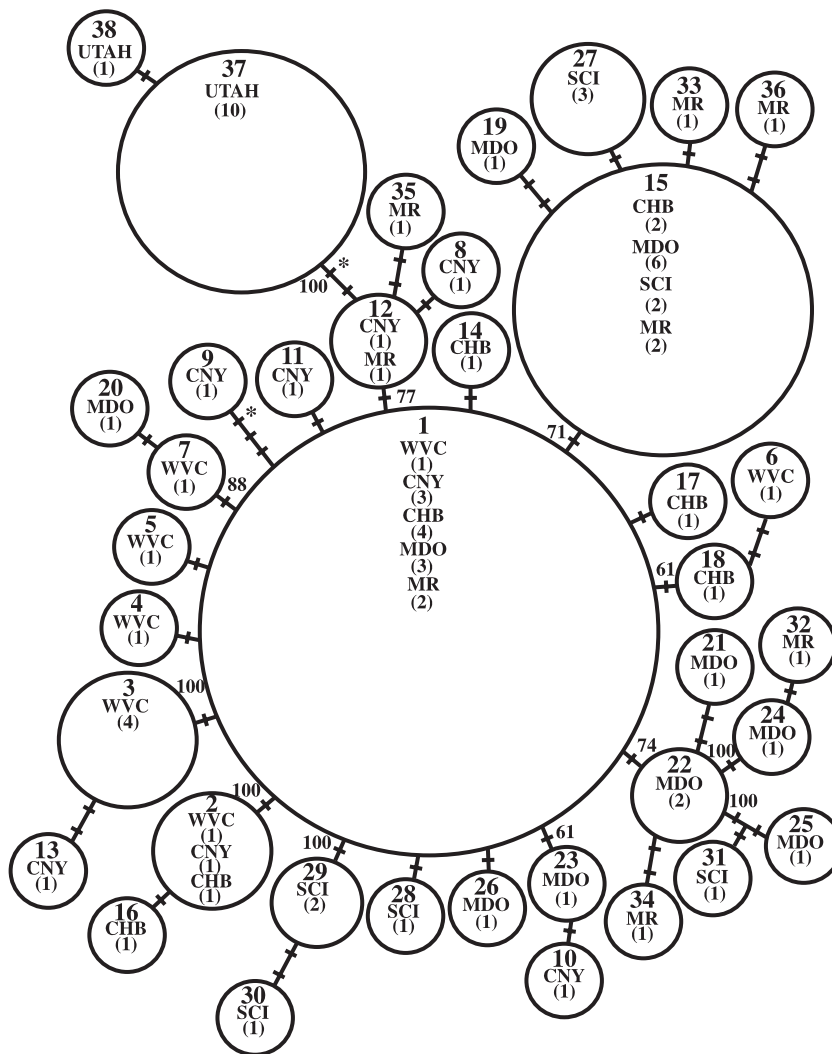 38
UTAH
(1)
37
UTAH
(10)
27
SCI
(3)
33
MR
(1)
36
MR
(1)
19
MDO
(1)
15
CHB
(2)
MDO
(6)
SCI
(2)
MR
(2)
35
MR
(1)
8
CNY
(1)
*
100
12
CNY
(1)
MR
(1)
14
CHB
(1)
77
9
CNY
(1)
*
11
CNY
(1)
20
MDO
(1)
7
WVC
(1)
88
1
WVC
(1)
CNY
(3)
CHB
(4)
MDO
(3)
MR
(2)
71
17
CHB
(1)
6
WVC
(1)
61
18
CHB
(1)
5
WVC
(1)
4
WVC
(1)
3
WVC
(4)
100
21
MDO
(1)
32
MR
(1)
24
MDO
(1)
100
74
22
MDO
(2)
100
25
MDO
(1)
31
SCI
(1)
34
MR
(1)
13
CNY
(1)
100
2
WVC
(1)
CNY
(1)
CHB
(1)
16
CHB
(1)
100
29
SCI
(2)
30
SCI
(1)
28
SCI
(1)
26
MDO
(1)
61
23
MDO
(1)
10
CNY
(1)